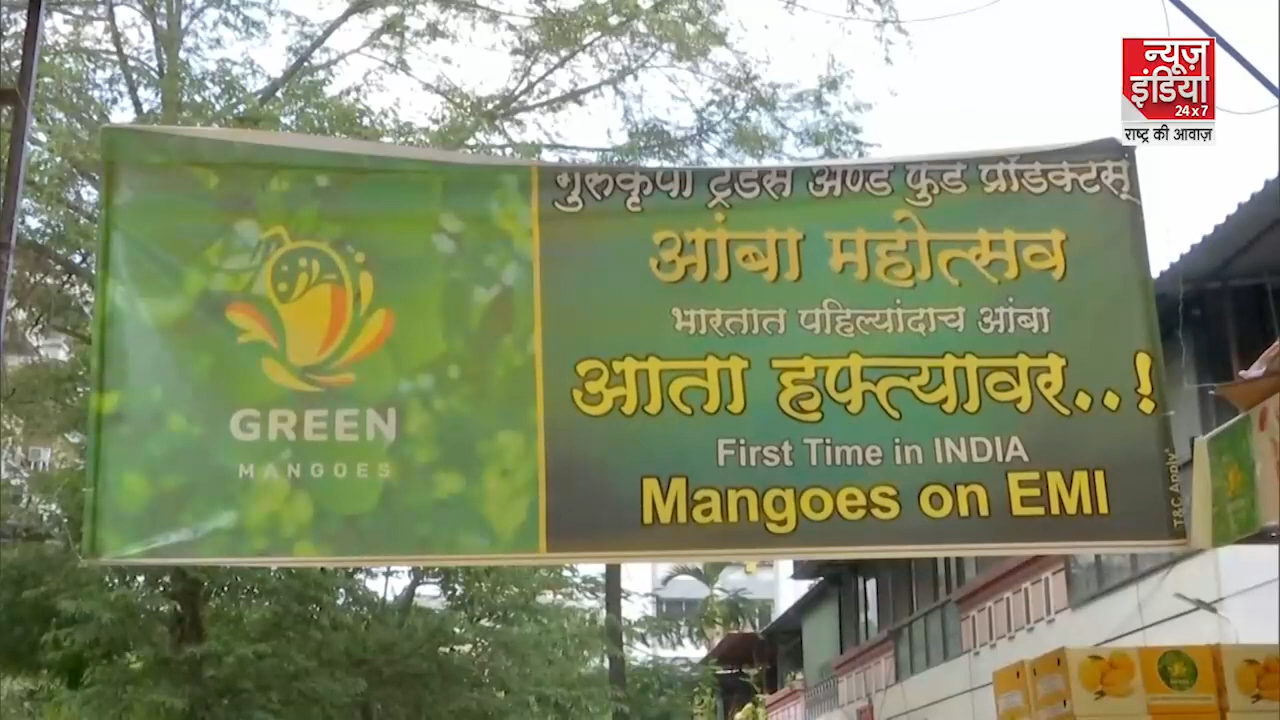 न्यूज़
इंडिया
24x7
राष्ट्र की आवाज़
गुरुकृपा ट्रेडर्स अॅण्ड फुड प्रॉडक्टस्
आंबा महोत्सव
भारतात पहिल्यांदाच आंबा
आता हफ्त्यावर..!
First Time in INDIA
Mangoes on EMI
T&C Apply*
GREEN
MANGOES